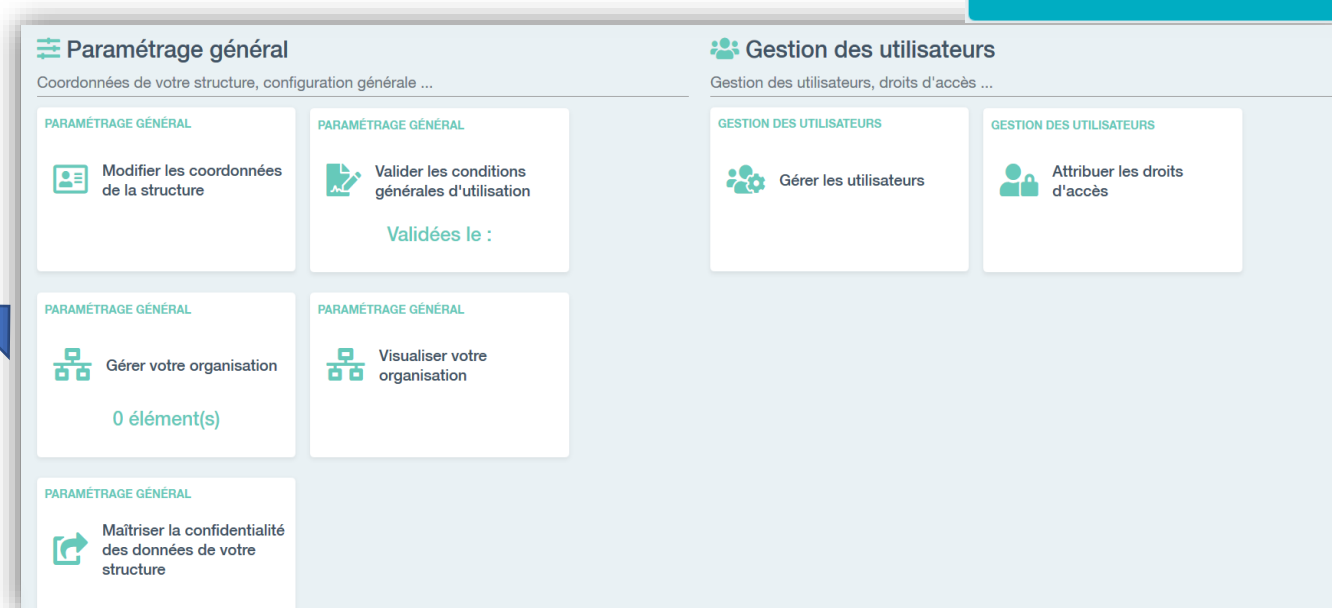 Paramétrage général
Coordonnées de votre structure, configuration générale ...
PARAMÉTRAGE GÉNÉRAL
Modifier les coordonnées
de la structure
PARAMÉTRAGE GÉNÉRAL
Valider les conditions
générales d'utilisation
Validées le :
PARAMÉTRAGE GÉNÉRAL
Gérer votre organisation
0 élément(s)
PARAMÉTRAGE GÉNÉRAL
Visualiser votre
organisation
PARAMÉTRAGE GÉNÉRAL
Maîtriser la confidentialité
des données de votre
structure
Gestion des utilisateurs
Gestion des utilisateurs, droits d'accès ...
GESTION DES UTILISATEURS
Gérer les utilisateurs
GESTION DES UTILISATEURS
Attribuer les droits
d'accès